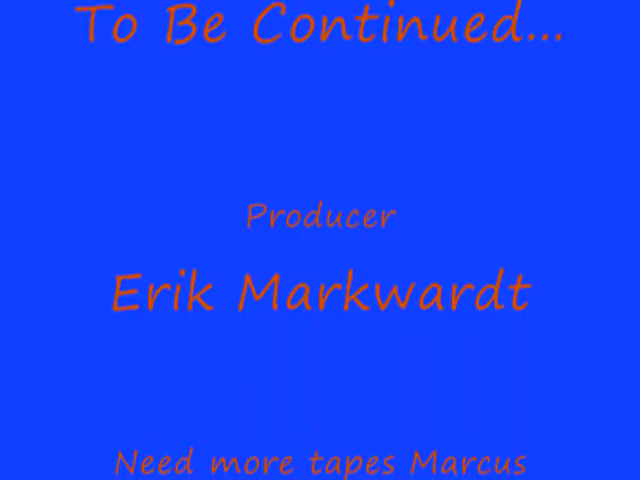 To Be Continued...
Producer
Erik Markwardt
Need more tapes Marcus